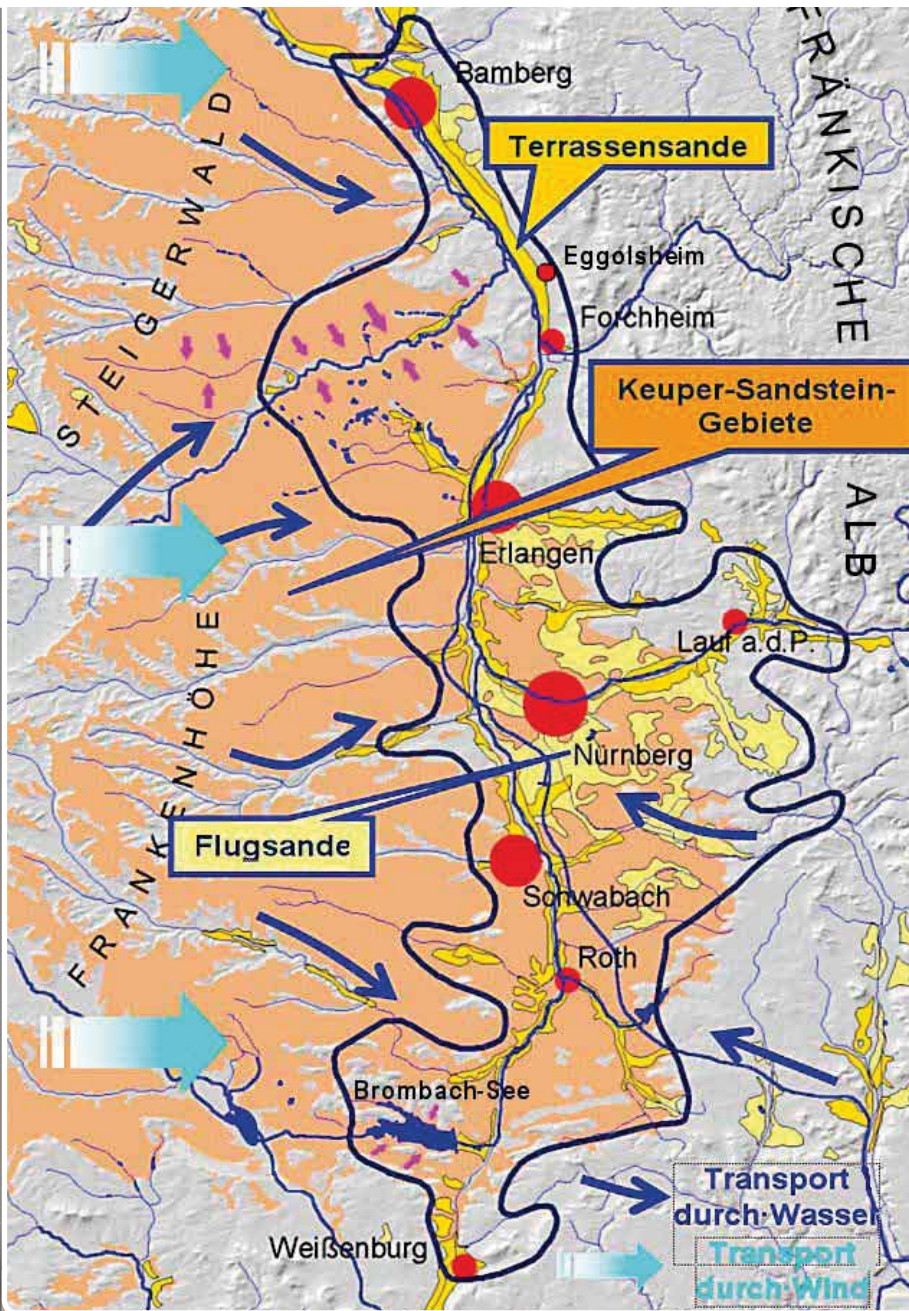 FRÄNKISCHE
ALB
Bamberg
STEIGERWALD
Terrassensande
Eggolsheim
Forchheim
Keuper-Sandstein-
Gebiete
Erlangen
Lauf a.d.P.
FRANKENHÖHE
Nürnberg
Flugsande
Schwabach
Roth
Brombach-See
Transport
durch·Wasser
Weißenburg
Transport
durch·Wind